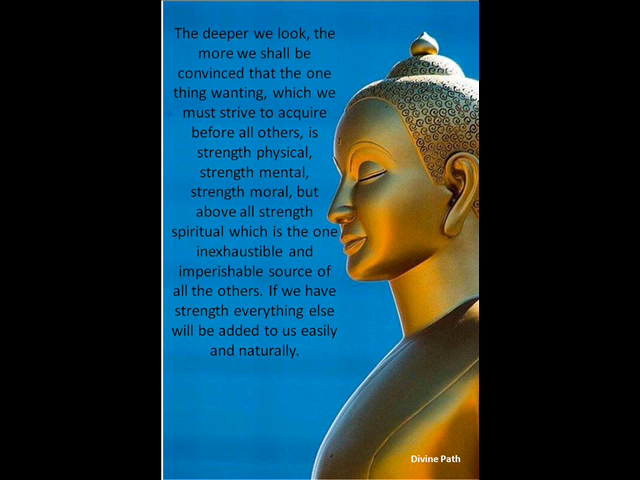 The deeper we look, the
more we shall be
convinced that the one
thing wanting, which we
must strive to acquire
before all others, is
strength physical,
strength mental,
strength moral, but
above all strength
spiritual which is the one
inexhaustible and
imperishable source of
all the others. If we have
strength everything else
will be added to us easily
and naturally.
Divine Path